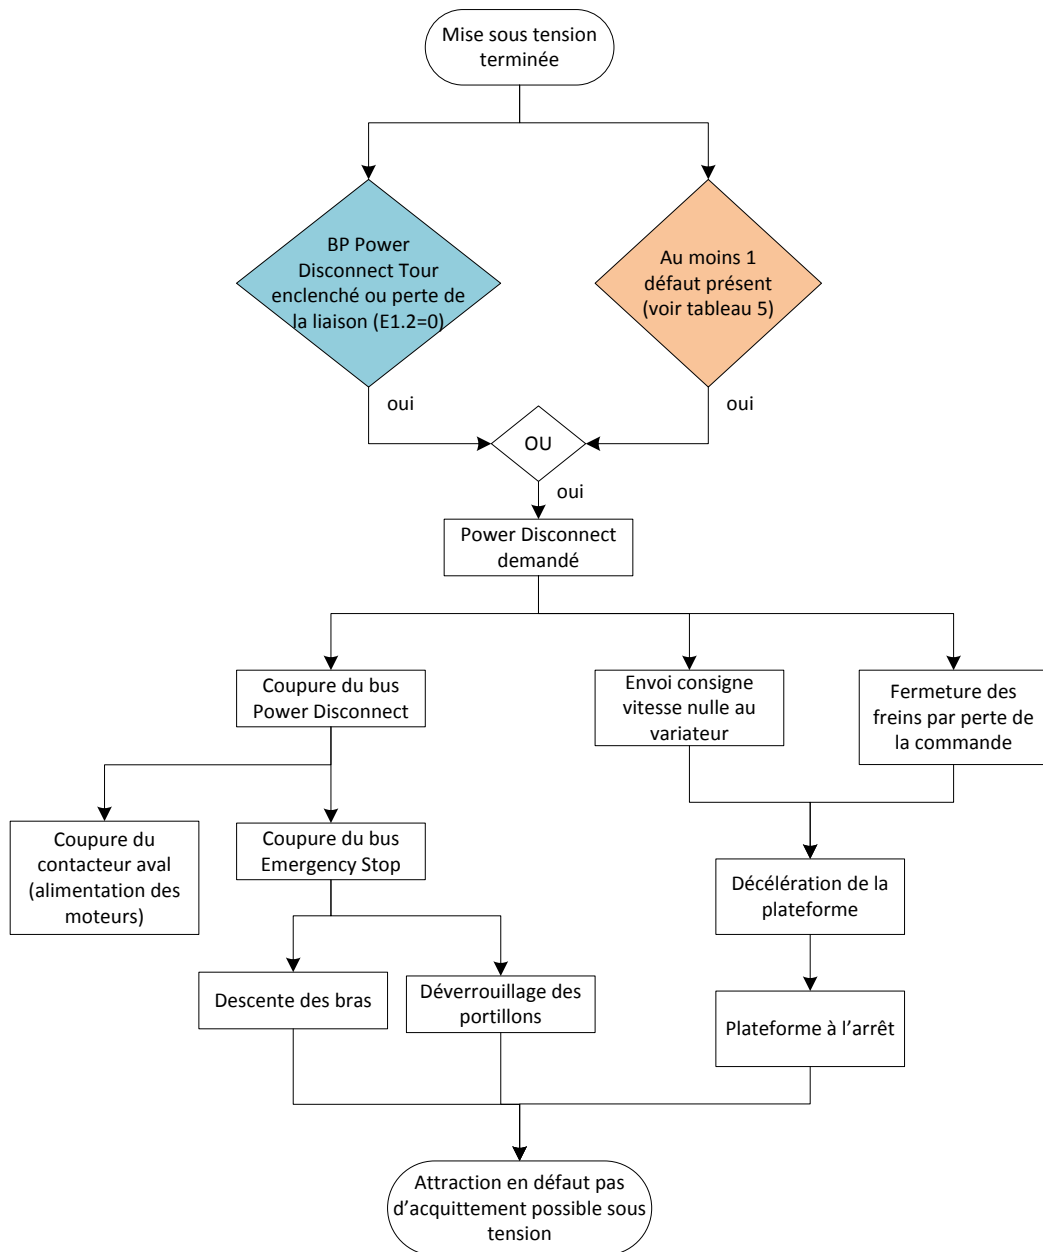 Mise sous tension
terminée
BP Power
Disconnect Tour
enclenché ou perte de
la liaison (E1.2=0)
Au moins 1
défaut présent
(voir tableau 5)
oui
oui
OU
oui
Power Disconnect
demandé
Coupure du bus
Power Disconnect
Envoi consigne
vitesse nulle au
variateur
Fermeture des
freins par perte de
la commande
Coupure du
contacteur aval
(alimentation des
moteurs)
Coupure du bus
Emergency Stop
Décélération de la
plateforme
Descente des bras
Déverrouillage des
portillons
Plateforme à l’arrêt
Attraction en défaut pas
d’acquittement possible sous
tension